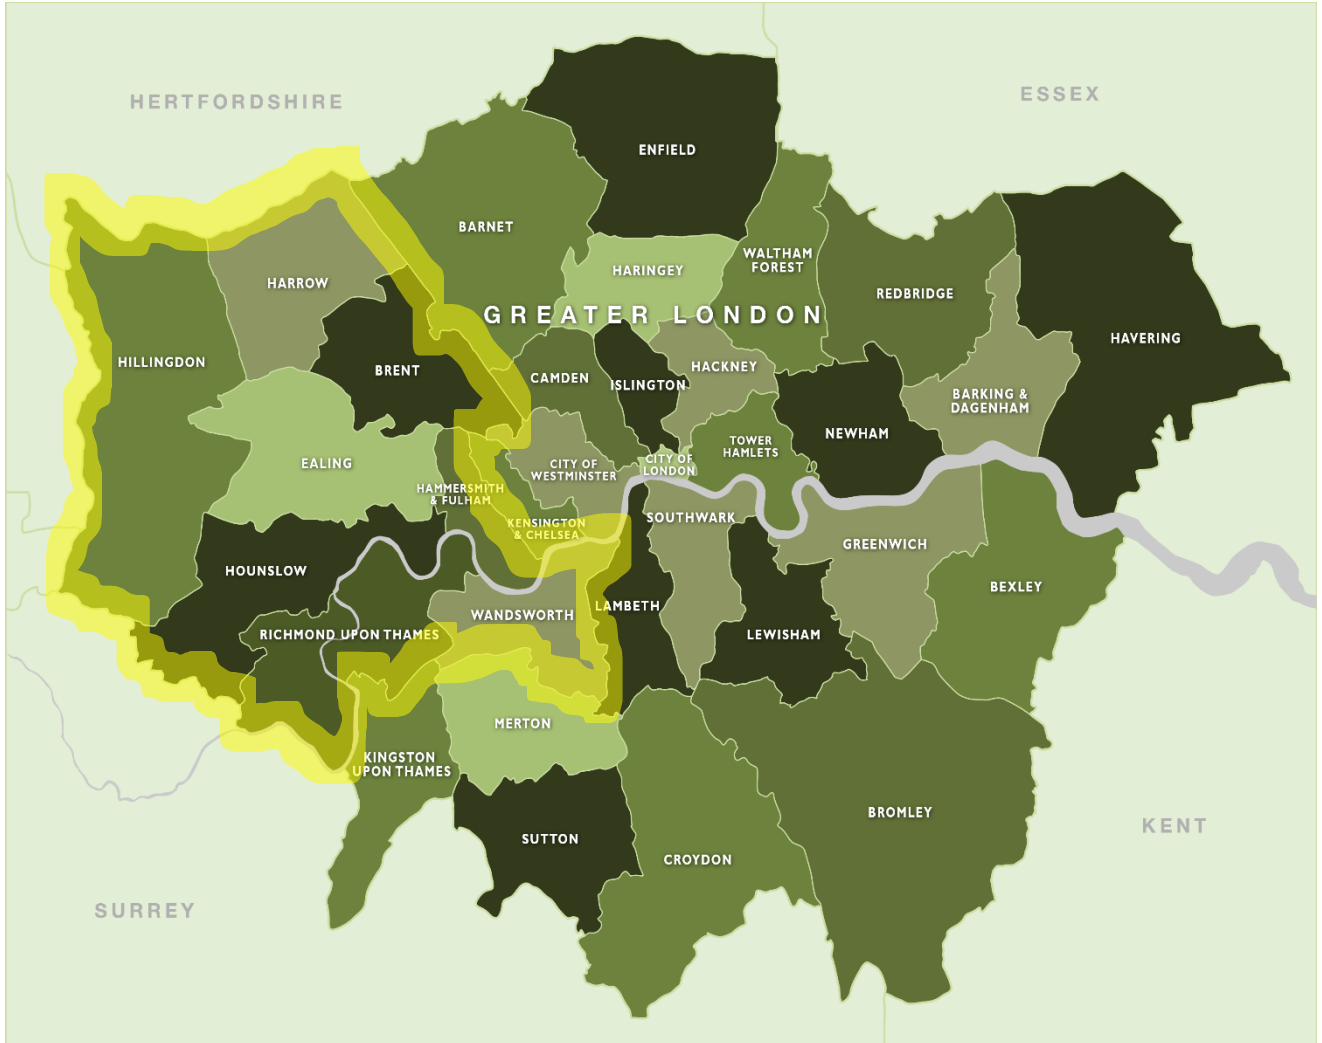 HERTFORDSHIRE
ESSEX
ENFIELD
BARNET
WALTHAM
FOREST
HARINGEY
HARROW
REDBRIDGE
GREATER LONDON
HAVERING
HILLINGDON
BRENT
CAMDEN
ISLINGTON
HACKNEY
BARKING &
DAGENHAM
NEWHAM
TOWER
HAMLETS
EALING
CITY OF
WESTMINSTER
CITY OF
LONDON
HAMMERSMITH
& FULHAM
KENSINGTON
& CHELSEA
SOUTHWARK
GREENWICH
HOUNSLOW
BEXLEY
WANDSWORTH
LAMBETH
RICHMOND UPON THAMES
LEWISHAM
MERTON
KINGSTON
UPON THAMES
BROMLEY
KENT
SUTTON
CROYDON
SURREY